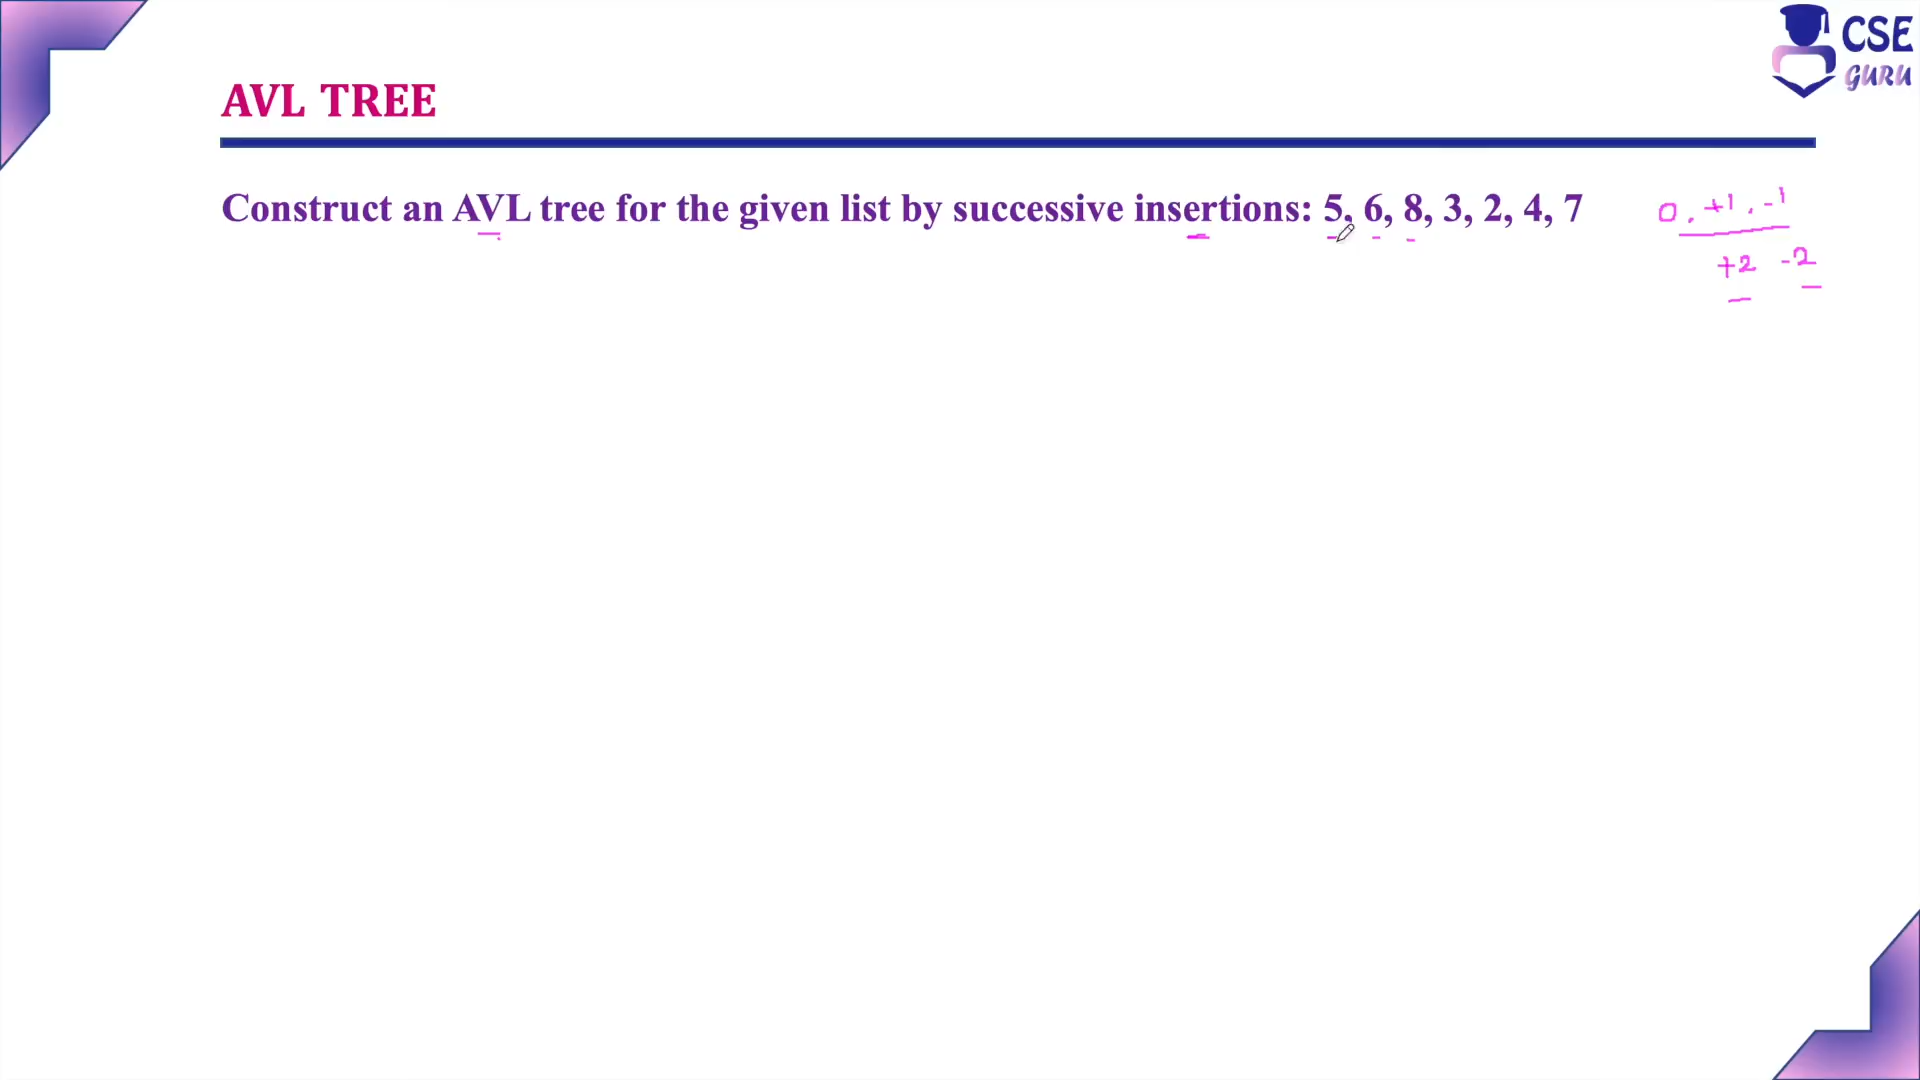 CSE
GURU
AVL TREE
Construct an AVL tree for the given list by successive insertions: 5, 6, 8, 3, 2, 4, 7
0, +1, -1
+2 -2